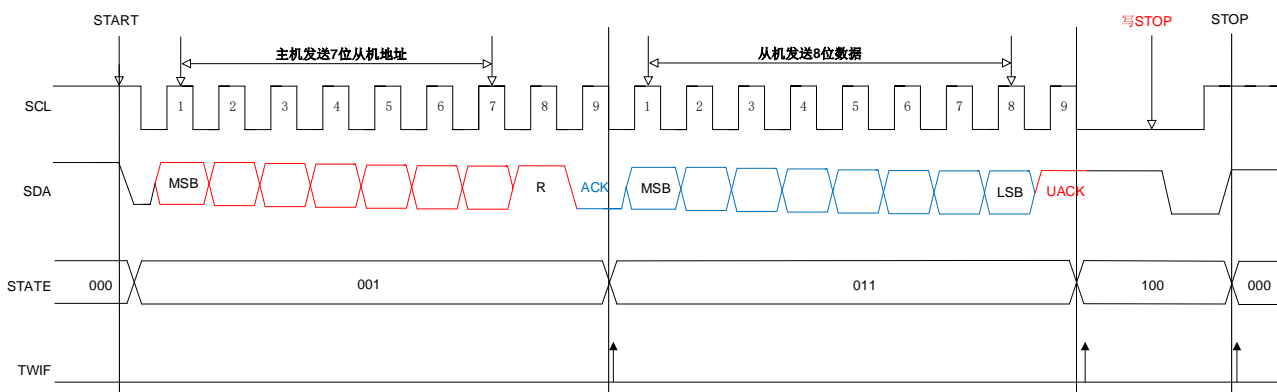 START
写STOP
STOP
主机发送7位从机地址
从机发送8位数据
SCL
1 2 3 4 5 6 7 8 9 1 2 3 4 5 6 7 8 9
SDA
MSB R ACK MSB LSB UACK
STATE
000 001 011 100 000
TWIF